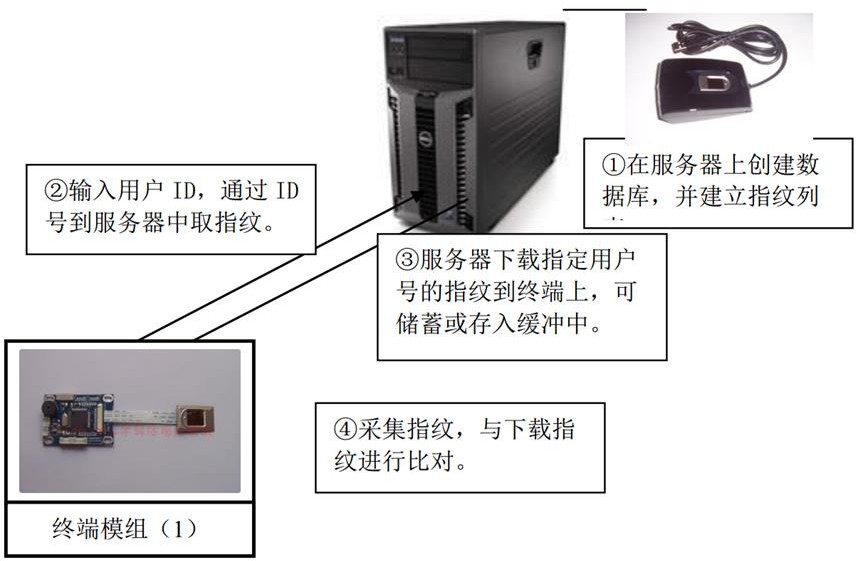 ①在服务器上创建数
据库，并建立指纹列
②输入用户 ID，通过 ID
号到服务器中取指纹。
③服务器下载指定用户
号的指纹到终端上，可
储蓄或存入缓冲中。
④采集指纹，与下载指
纹进行比对。
终端模组（1）